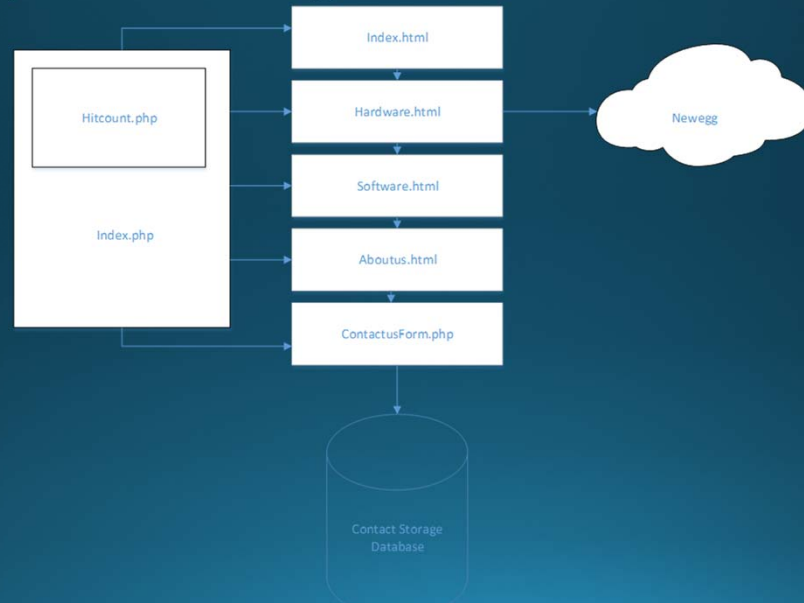 Index.html
Hitcount.php
Hardware.html
Newegg
Software.html
Index.php
Aboutus.html
ContactusForm.php
Contact Storage
Database